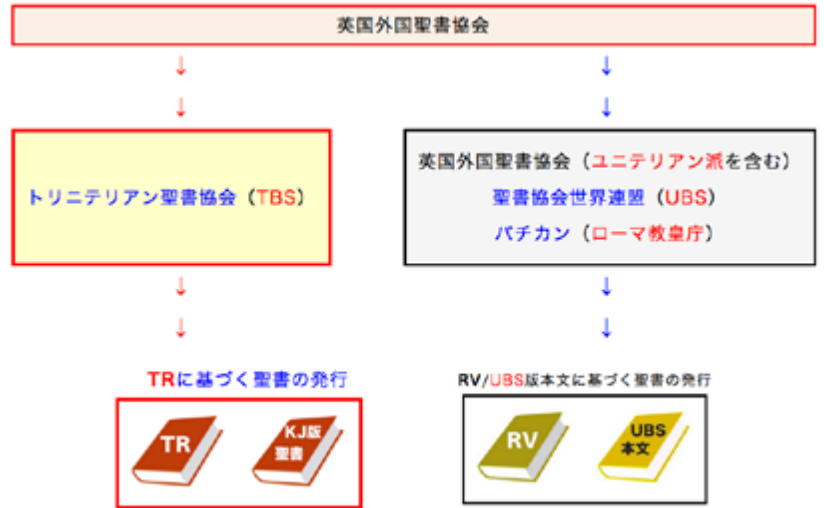 英国外国聖書協会
↓ ↓
↓ ↓
トリニテリアン聖書協会（TBS）
英国外国聖書協会（ユニテリアン派を含む）
聖書協会世界連盟（UBS）
バチカン（ローマ教皇庁）
↓ ↓
↓ ↓
TRに基づく聖書の発行
TR
KJ版
聖書
RV/UBS版本文に基づく聖書の発行
RV
UBS
本文